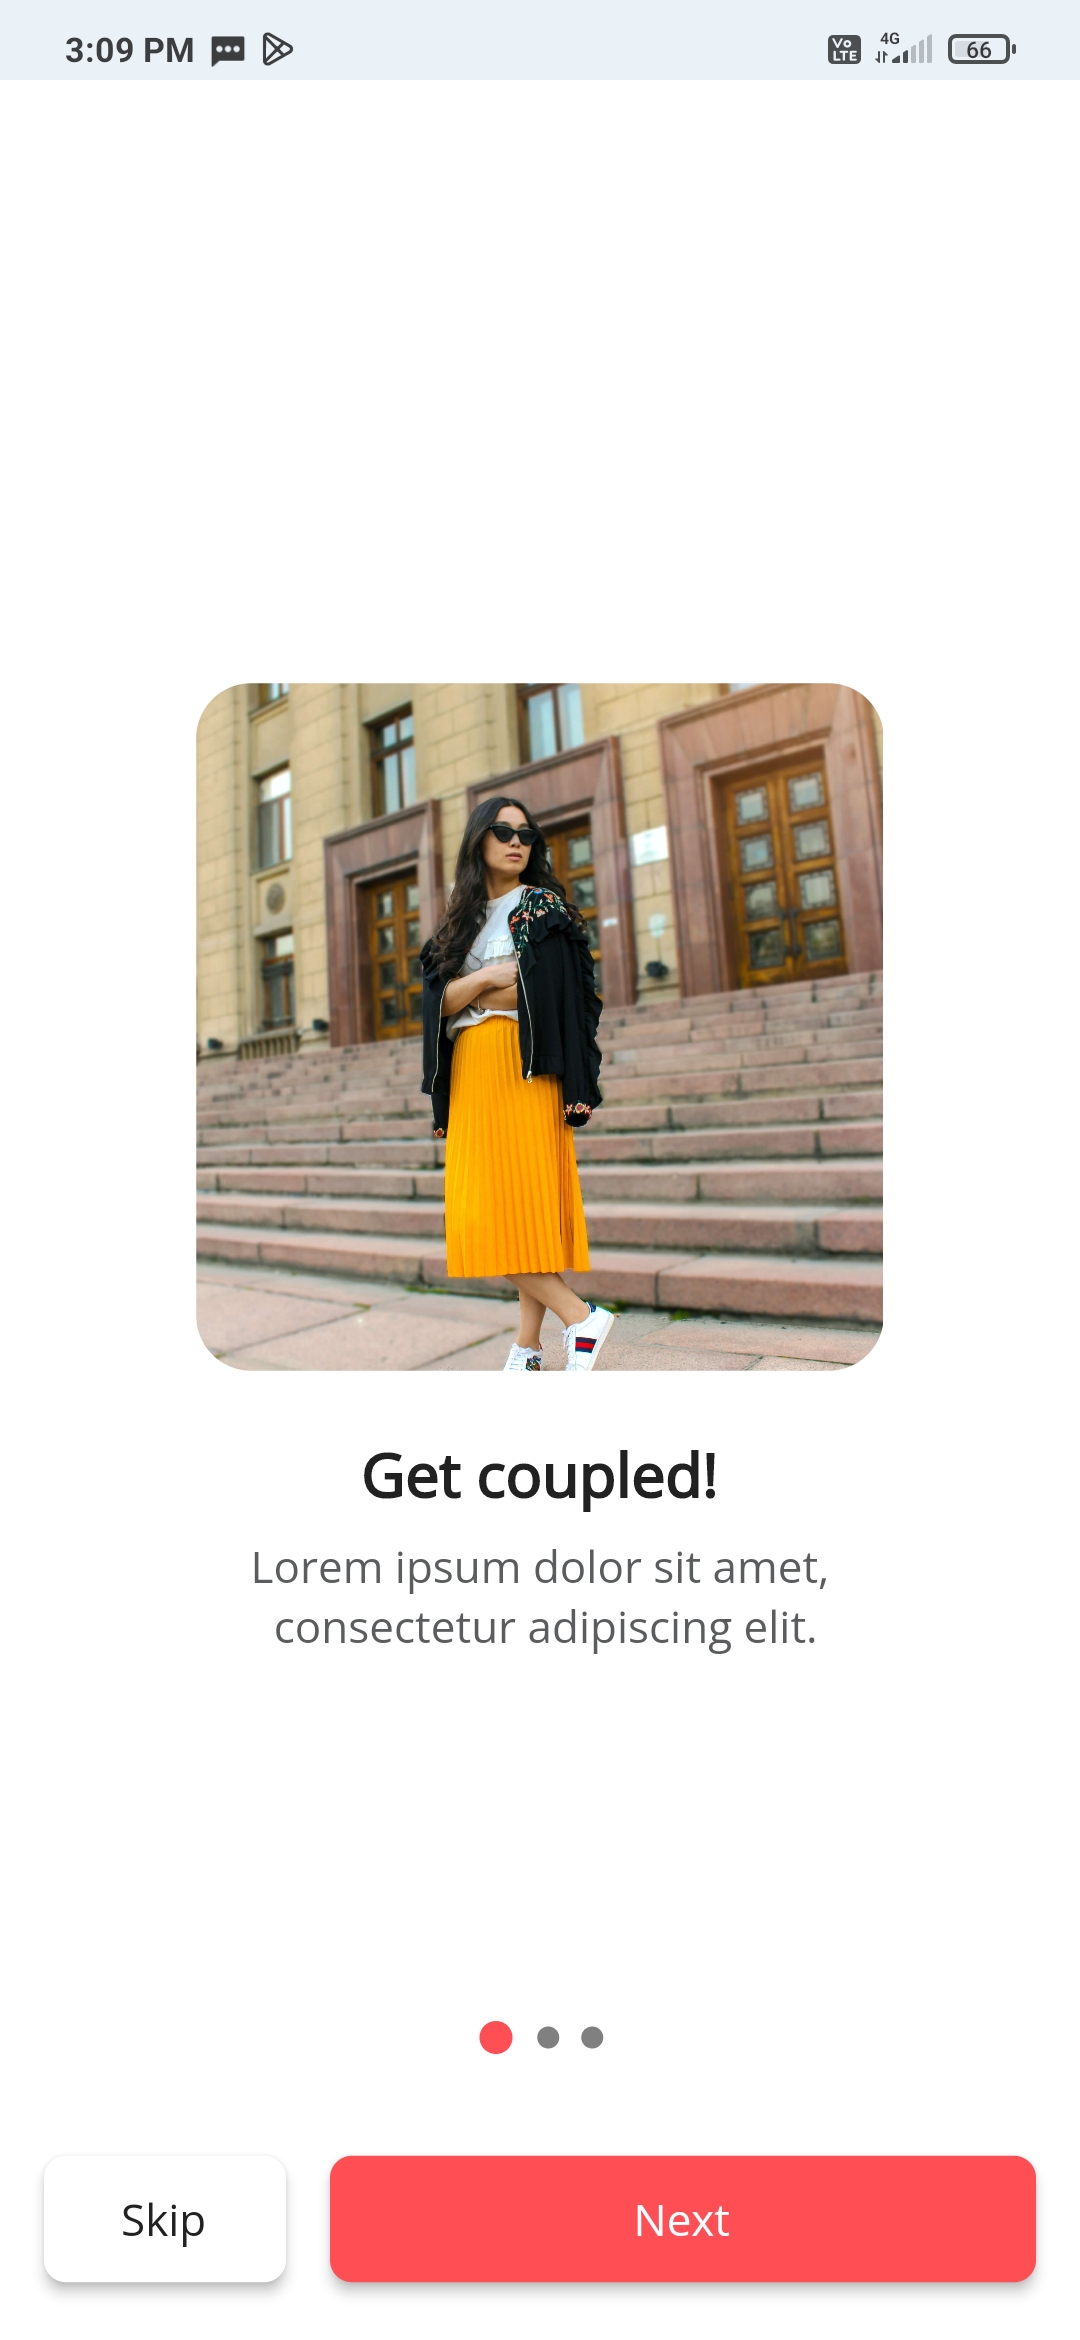 3:09 PM
Vo
LTE
4G
66
Get coupled!
Lorem ipsum dolor sit amet,
consectetur adipiscing elit.
Skip
Next